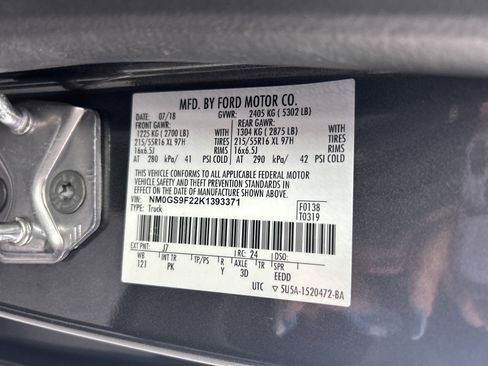 MFD. BY FORD MOTOR CO.
DATE: 07/18 GVWR: 2405 KG ( 5302 LB)
FRONT GAWR: REAR GAWR:
1225 KG ( 2700 LB) 1304 KG ( 2875 LB)
215/55R16 XL 97H TIRES 215/55R16 XL 97H TIRES
16x6.5J RIMS 16x6.5J RIMS
AT 280 kPa/ 41 PSI COLD AT 290 kPa/ 42 PSI COLD
THIS VEHICLE CONFORMS TO ALL APPLICABLE FEDERAL MOTOR
VEHICLE SAFETY AND THEFT PREVENTION STANDARDS IN
EFFECT ON THE DATE OF MANUFACTURE SHOWN ABOVE.
VIN: NM0GS9F22K1393371 F0138
TYPE: Truck T0319
EXT PNT: J7 RC: 24 DSO:
WB INT TR TP/PS R AXLE TR SPR
121 PK Y 3D EEDD
UTC ▽ 5U5A-1520472-BA